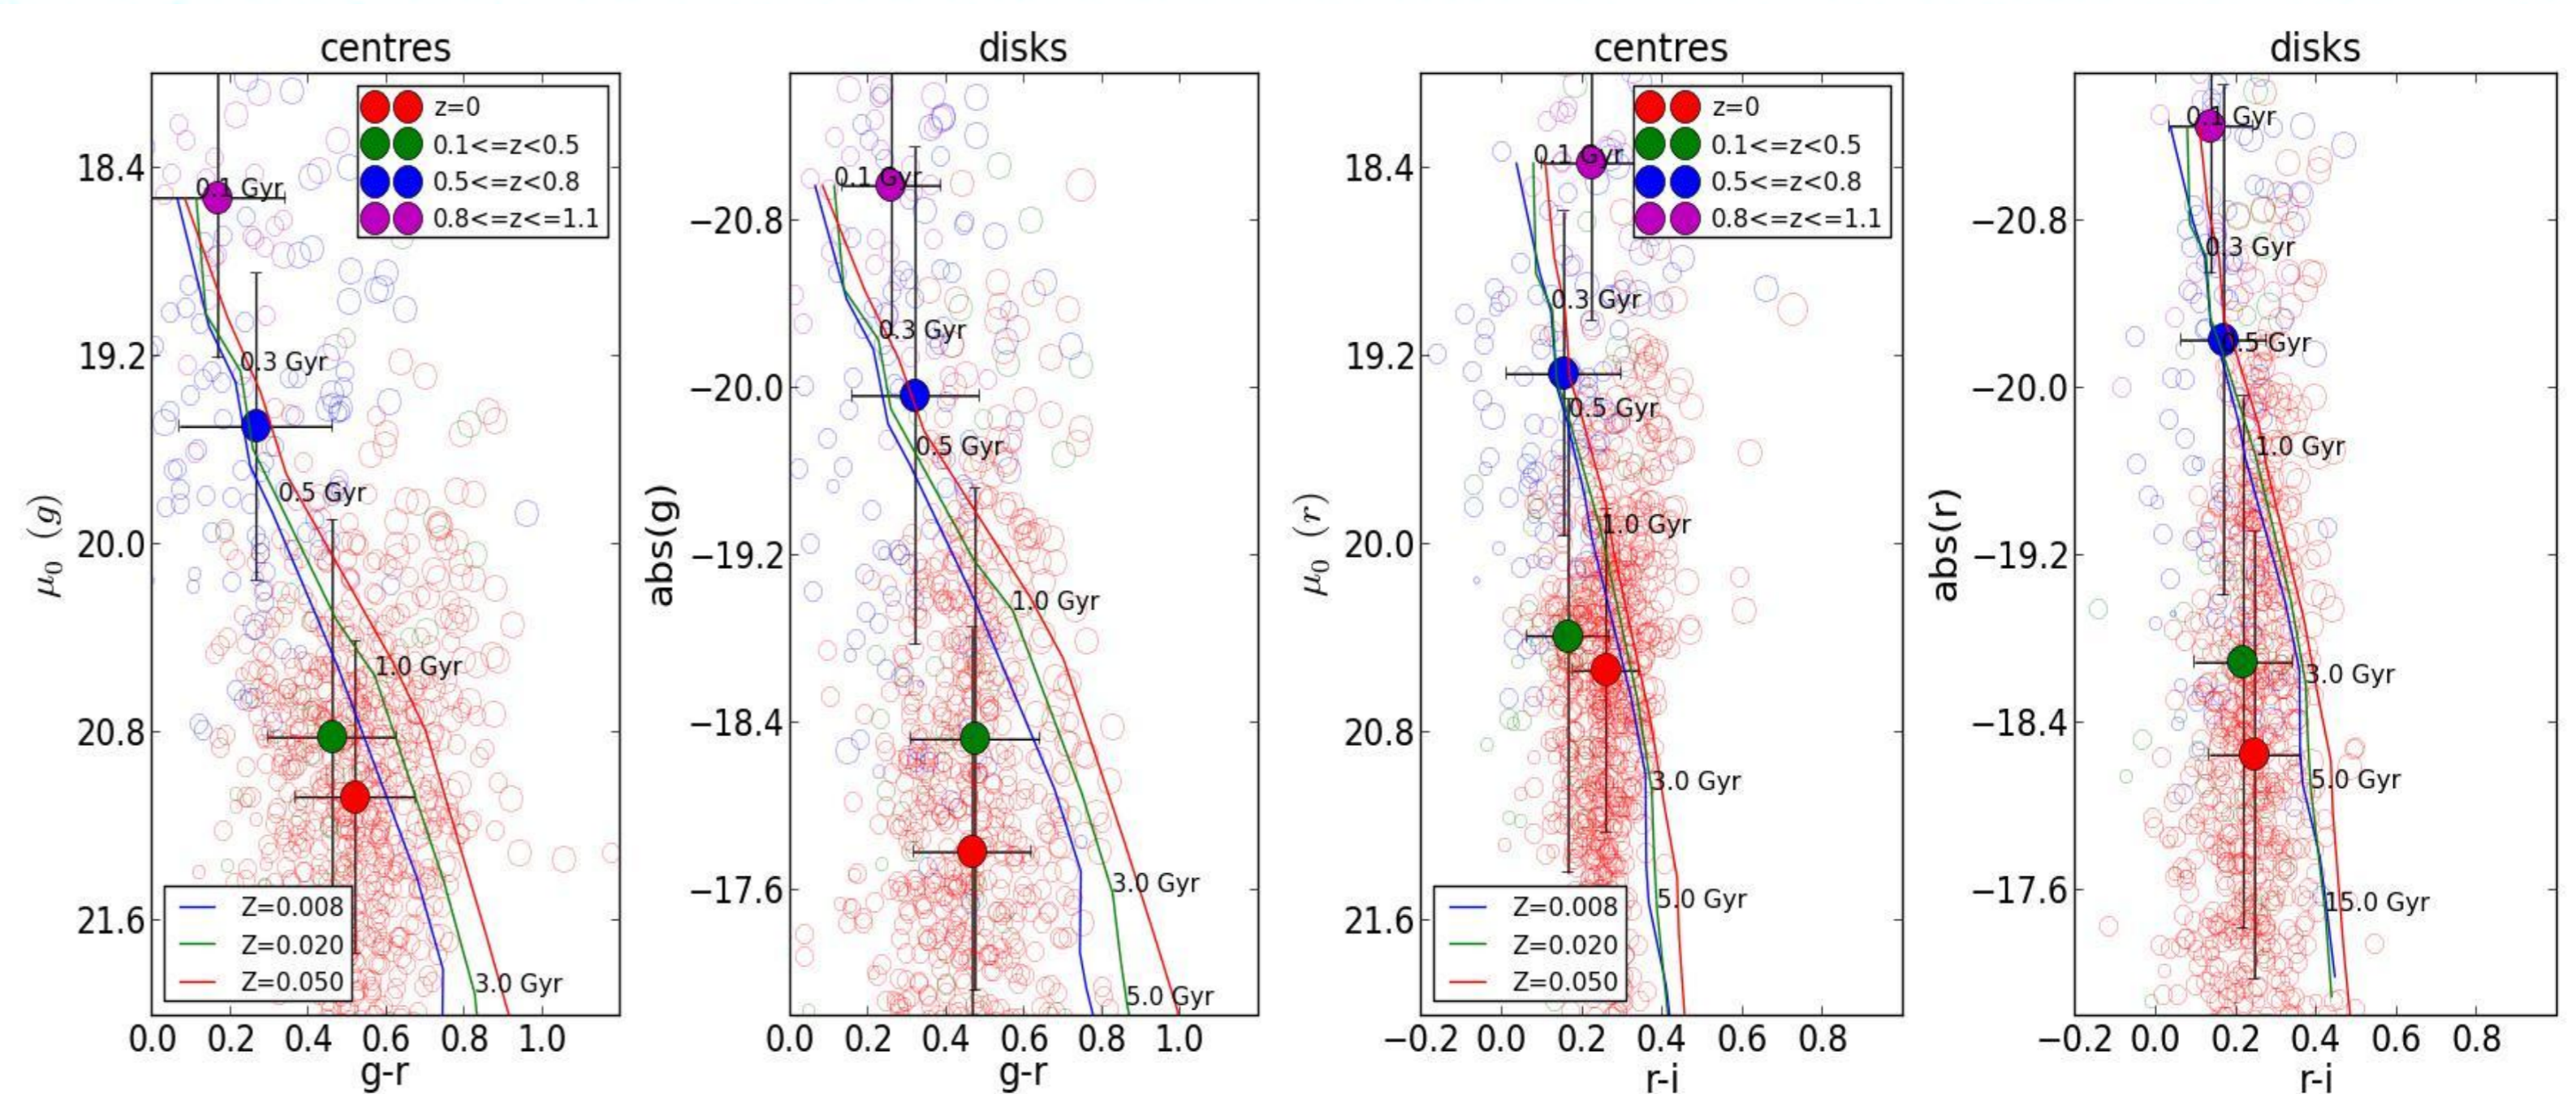 centres
z=0
0.1<=z<0.5
0.5<=z<0.8
0.8<=z<=1.1
0.1 Gyr
0.3 Gyr
0.5 Gyr
1.0 Gyr
3.0 Gyr
Z=0.008
Z=0.020
Z=0.050
18.4
19.2
20.0
20.8
21.6
μ₀ (g)
0.0 0.2 0.4 0.6 0.8 1.0
g-r
disks
0.1 Gyr
0.3 Gyr
0.5 Gyr
1.0 Gyr
3.0 Gyr
5.0 Gyr
−20.8
−20.0
−19.2
−18.4
−17.6
abs(g)
0.0 0.2 0.4 0.6 0.8 1.0
g-r
centres
z=0
0.1<=z<0.5
0.5<=z<0.8
0.8<=z<=1.1
0.1 Gyr
0.3 Gyr
0.5 Gyr
1.0 Gyr
3.0 Gyr
5.0 Gyr
Z=0.008
Z=0.020
Z=0.050
18.4
19.2
20.0
20.8
21.6
μ₀ (r)
−0.2 0.0 0.2 0.4 0.6 0.8
r-i
disks
0.1 Gyr
0.3 Gyr
0.5 Gyr
1.0 Gyr
3.0 Gyr
5.0 Gyr
15.0 Gyr
−20.8
−20.0
−19.2
−18.4
−17.6
abs(r)
−0.2 0.0 0.2 0.4 0.6 0.8
r-i